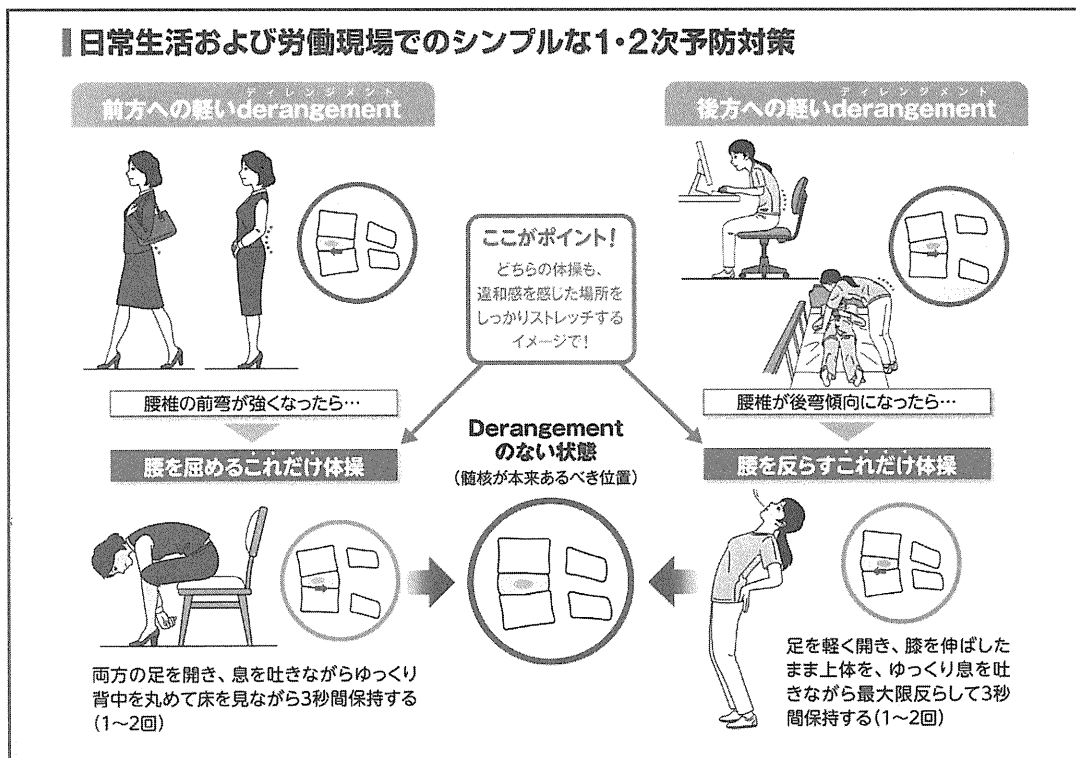 日常生活および労働現場でのシンプルな1・2次予防対策
ディレンジメント
前方への軽いderangement
ディレンジメント
後方への軽いderangement
ここがポイント!
どちらの体操も、
違和感を感じた場所を
しっかりストレッチする
イメージで!
腰椎の前弯が強くなったら…
腰椎が後弯傾向になったら…
腰を屈めるこれだけ体操
Derangement
のない状態
(髄核が本来あるべき位置)
腰を反らすこれだけ体操
両方の足を開き、息を吐きながらゆっくり
背中を丸めて床を見ながら3秒間保持する
(1〜2回)
足を軽く開き、膝を伸ばした
まま上体を、ゆっくり息を吐
きながら最大限反らして3秒
間保持する(1〜2回)